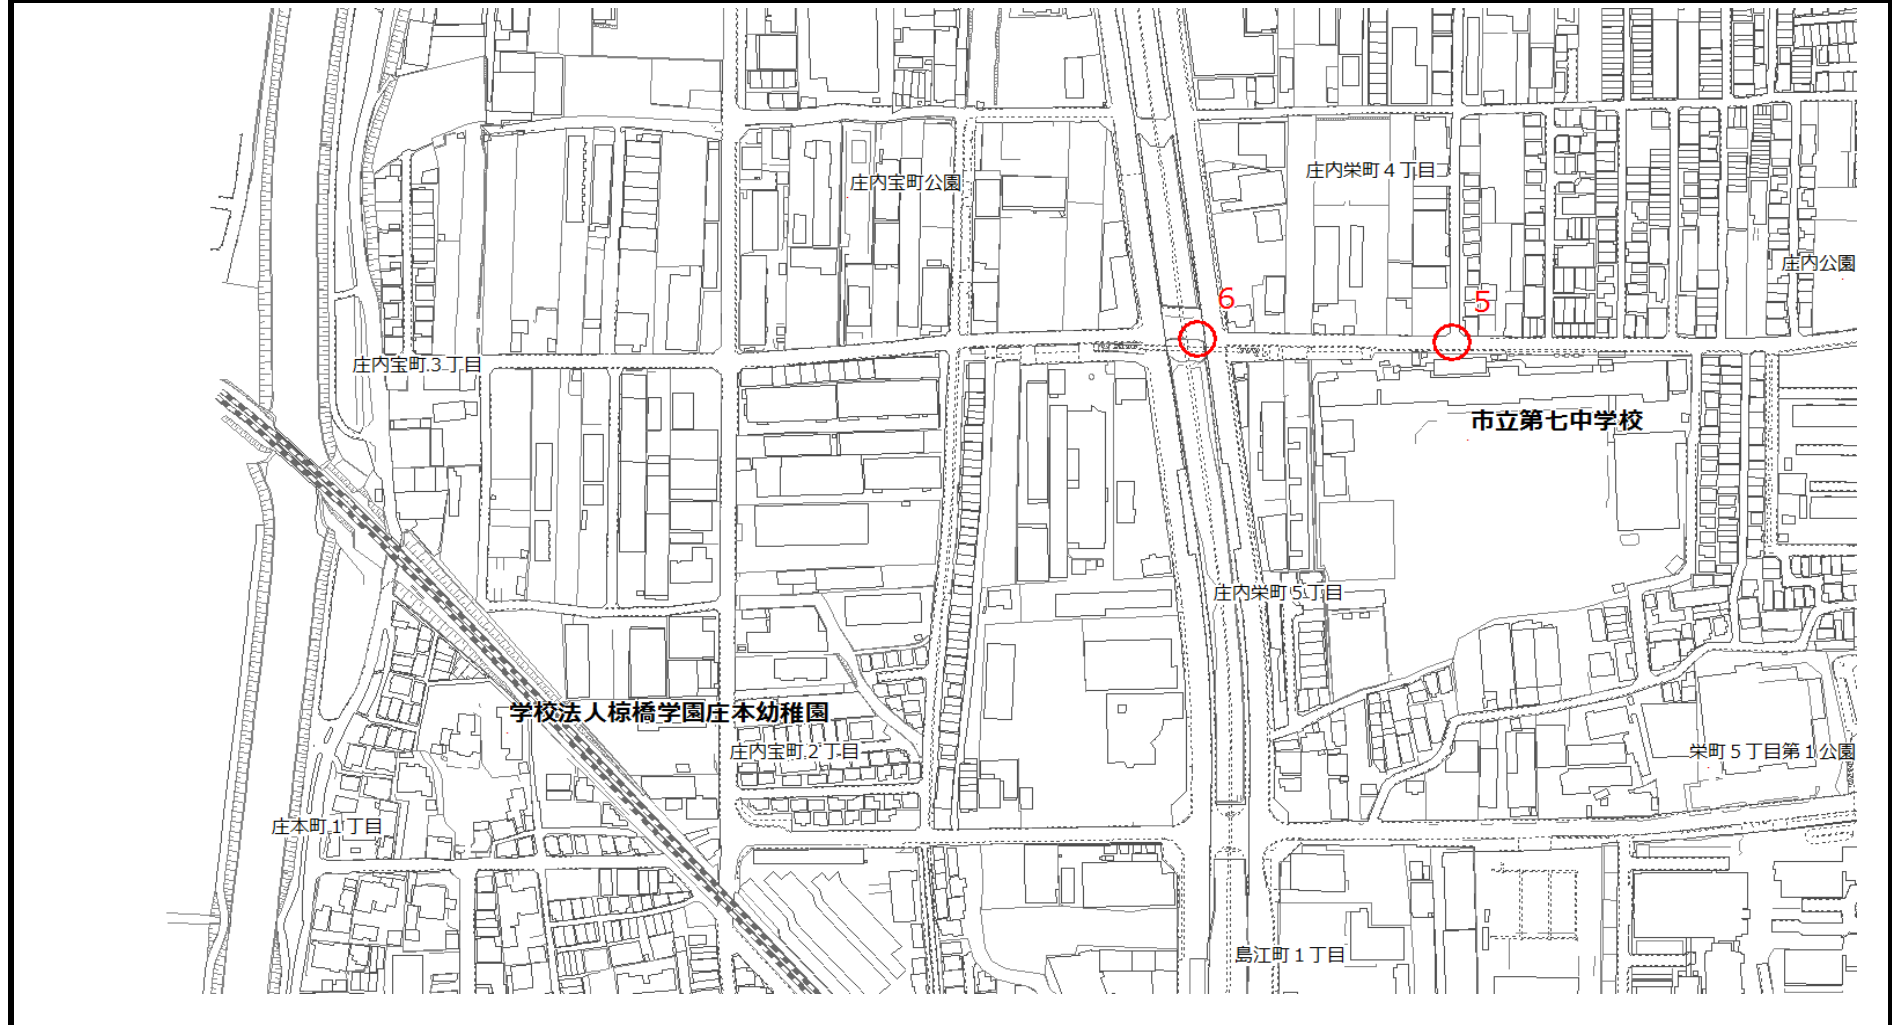 庄内栄町4丁目
庄内宝町公園
庄内公園
6
5
庄内宝町3丁目
市立第七中学校
庄内栄町5丁目
学校法人椋橋学園庄本幼稚園
庄内宝町2丁目
栄町5丁目第1公園
庄本町1丁目
島江町1丁目